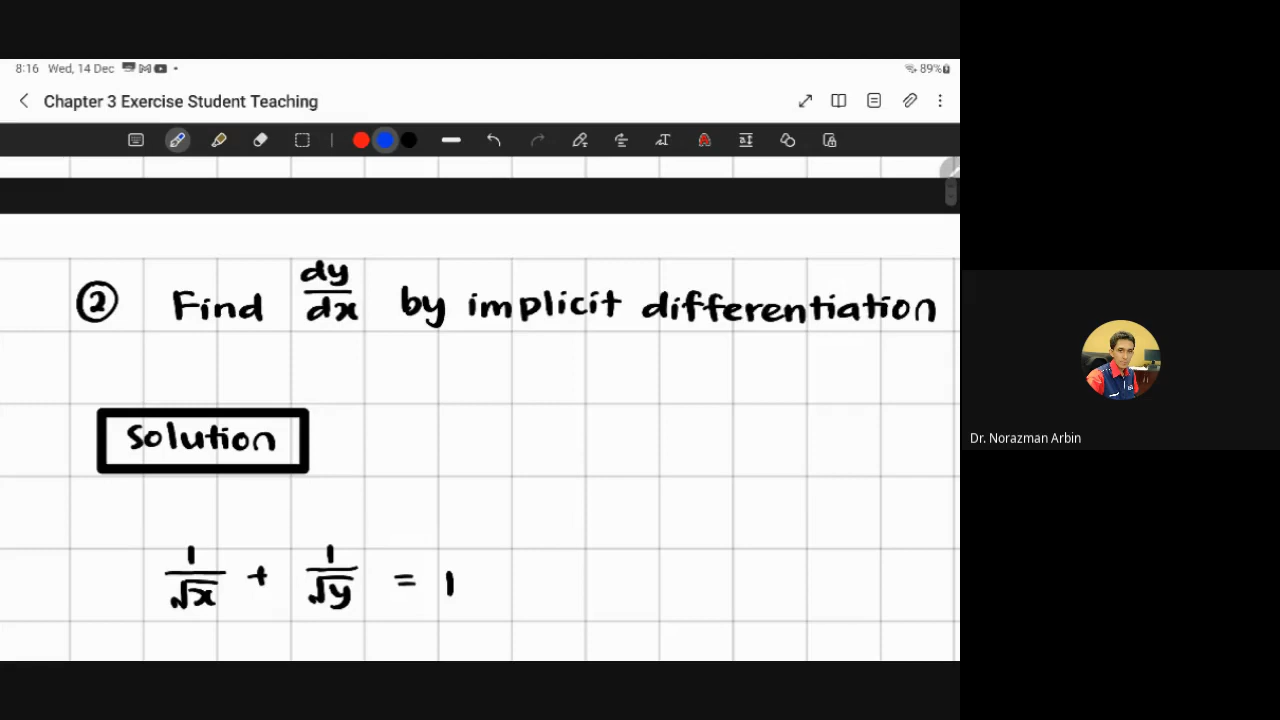 8:16 Wed, 14 Dec
89%
Chapter 3 Exercise Student Teaching
② Find dy/dx by implicit differentiation
Solution
1/√x + 1/√y = 1
Dr. Norazman Arbin